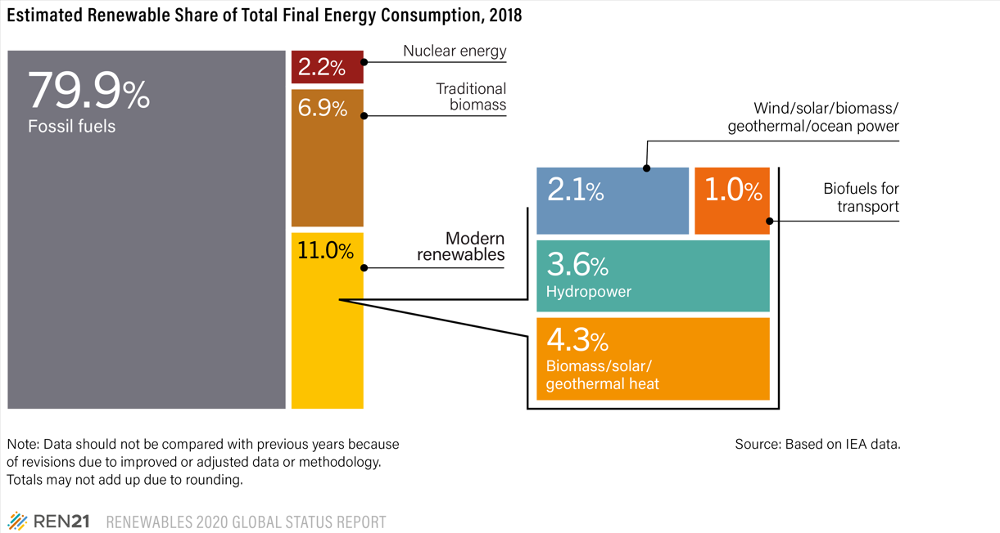 Estimated Renewable Share of Total Final Energy Consumption, 2018
79.9%
Fossil fuels
2.2%
Nuclear energy
6.9%
Traditional
biomass
11.0%
Modern
renewables
Wind/solar/biomass/
geothermal/ocean power
2.1%
1.0%
Biofuels for
transport
3.6%
Hydropower
4.3%
Biomass/solar/
geothermal heat
Note: Data should not be compared with previous years because
of revisions due to improved or adjusted data or methodology.
Totals may not add up due to rounding.
Source: Based on IEA data.
REN21 RENEWABLES 2020 GLOBAL STATUS REPORT